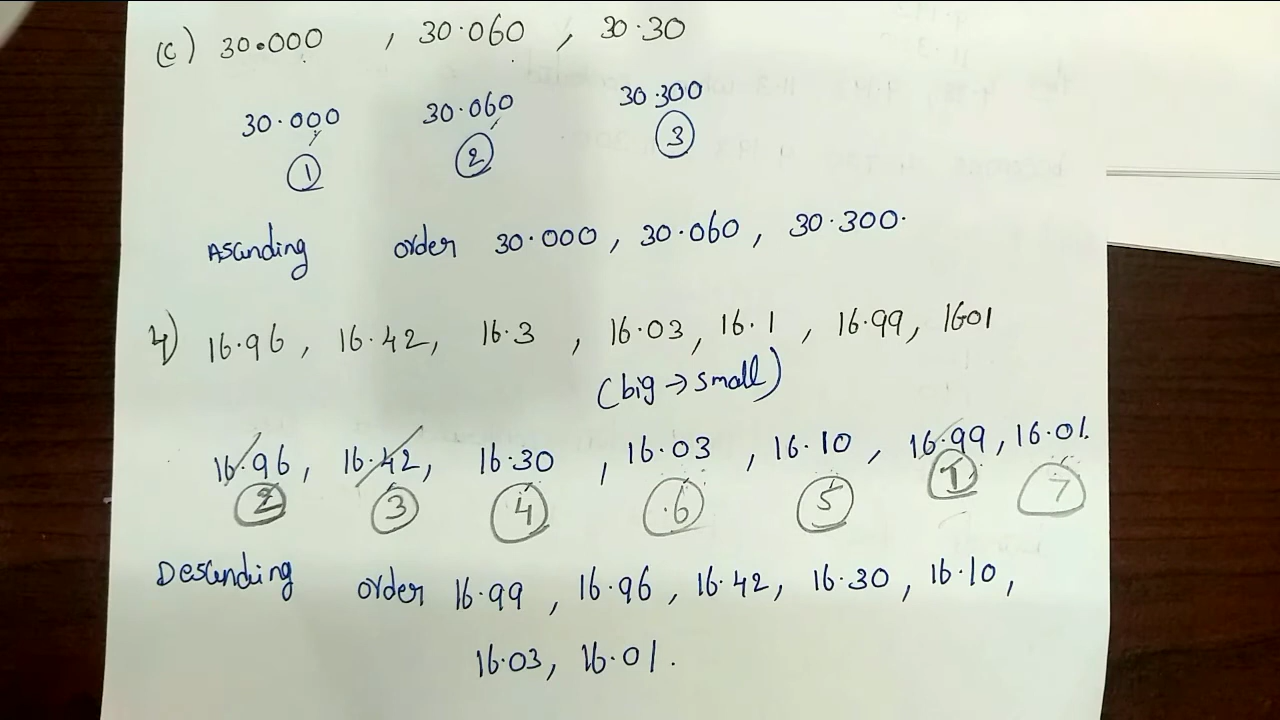 (c) 30.000 , 30.060 , 30.30
30.000 30.060 30.300
1 2 3
Ascending order 30.000 , 30.060 , 30.300.
4) 16.96 , 16.42, 16.3 , 16.03 , 16.1 , 16.99 , 1601
(big → small)
16.96 , 16.42, 16.30 , 16.03 , 16.10 , 16.99 , 16.01.
2 3 4 6 5 1 7
Descending order 16.99 , 16.96 , 16.42 , 16.30 , 16.10 ,
16.03 , 16.01 .